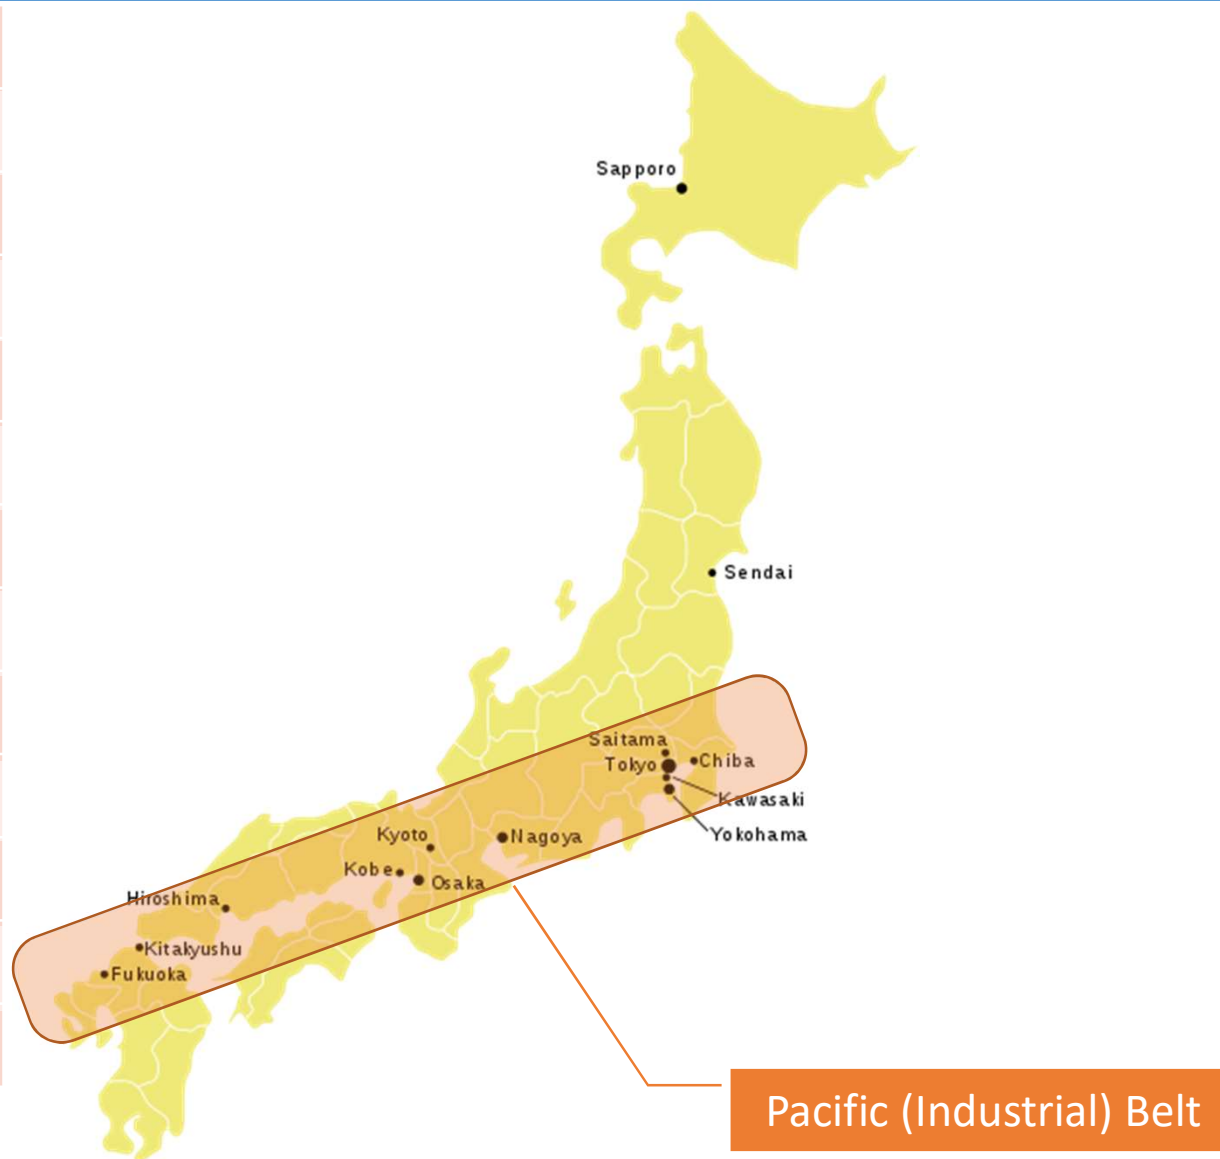 Sapporo
Sendai
Saitama
Tokyo
Chiba
Kawasaki
Yokohama
Kyoto
Nagoya
Kobe
Osaka
Hiroshima
Kitakyushu
Fukuoka
Pacific (Industrial) Belt